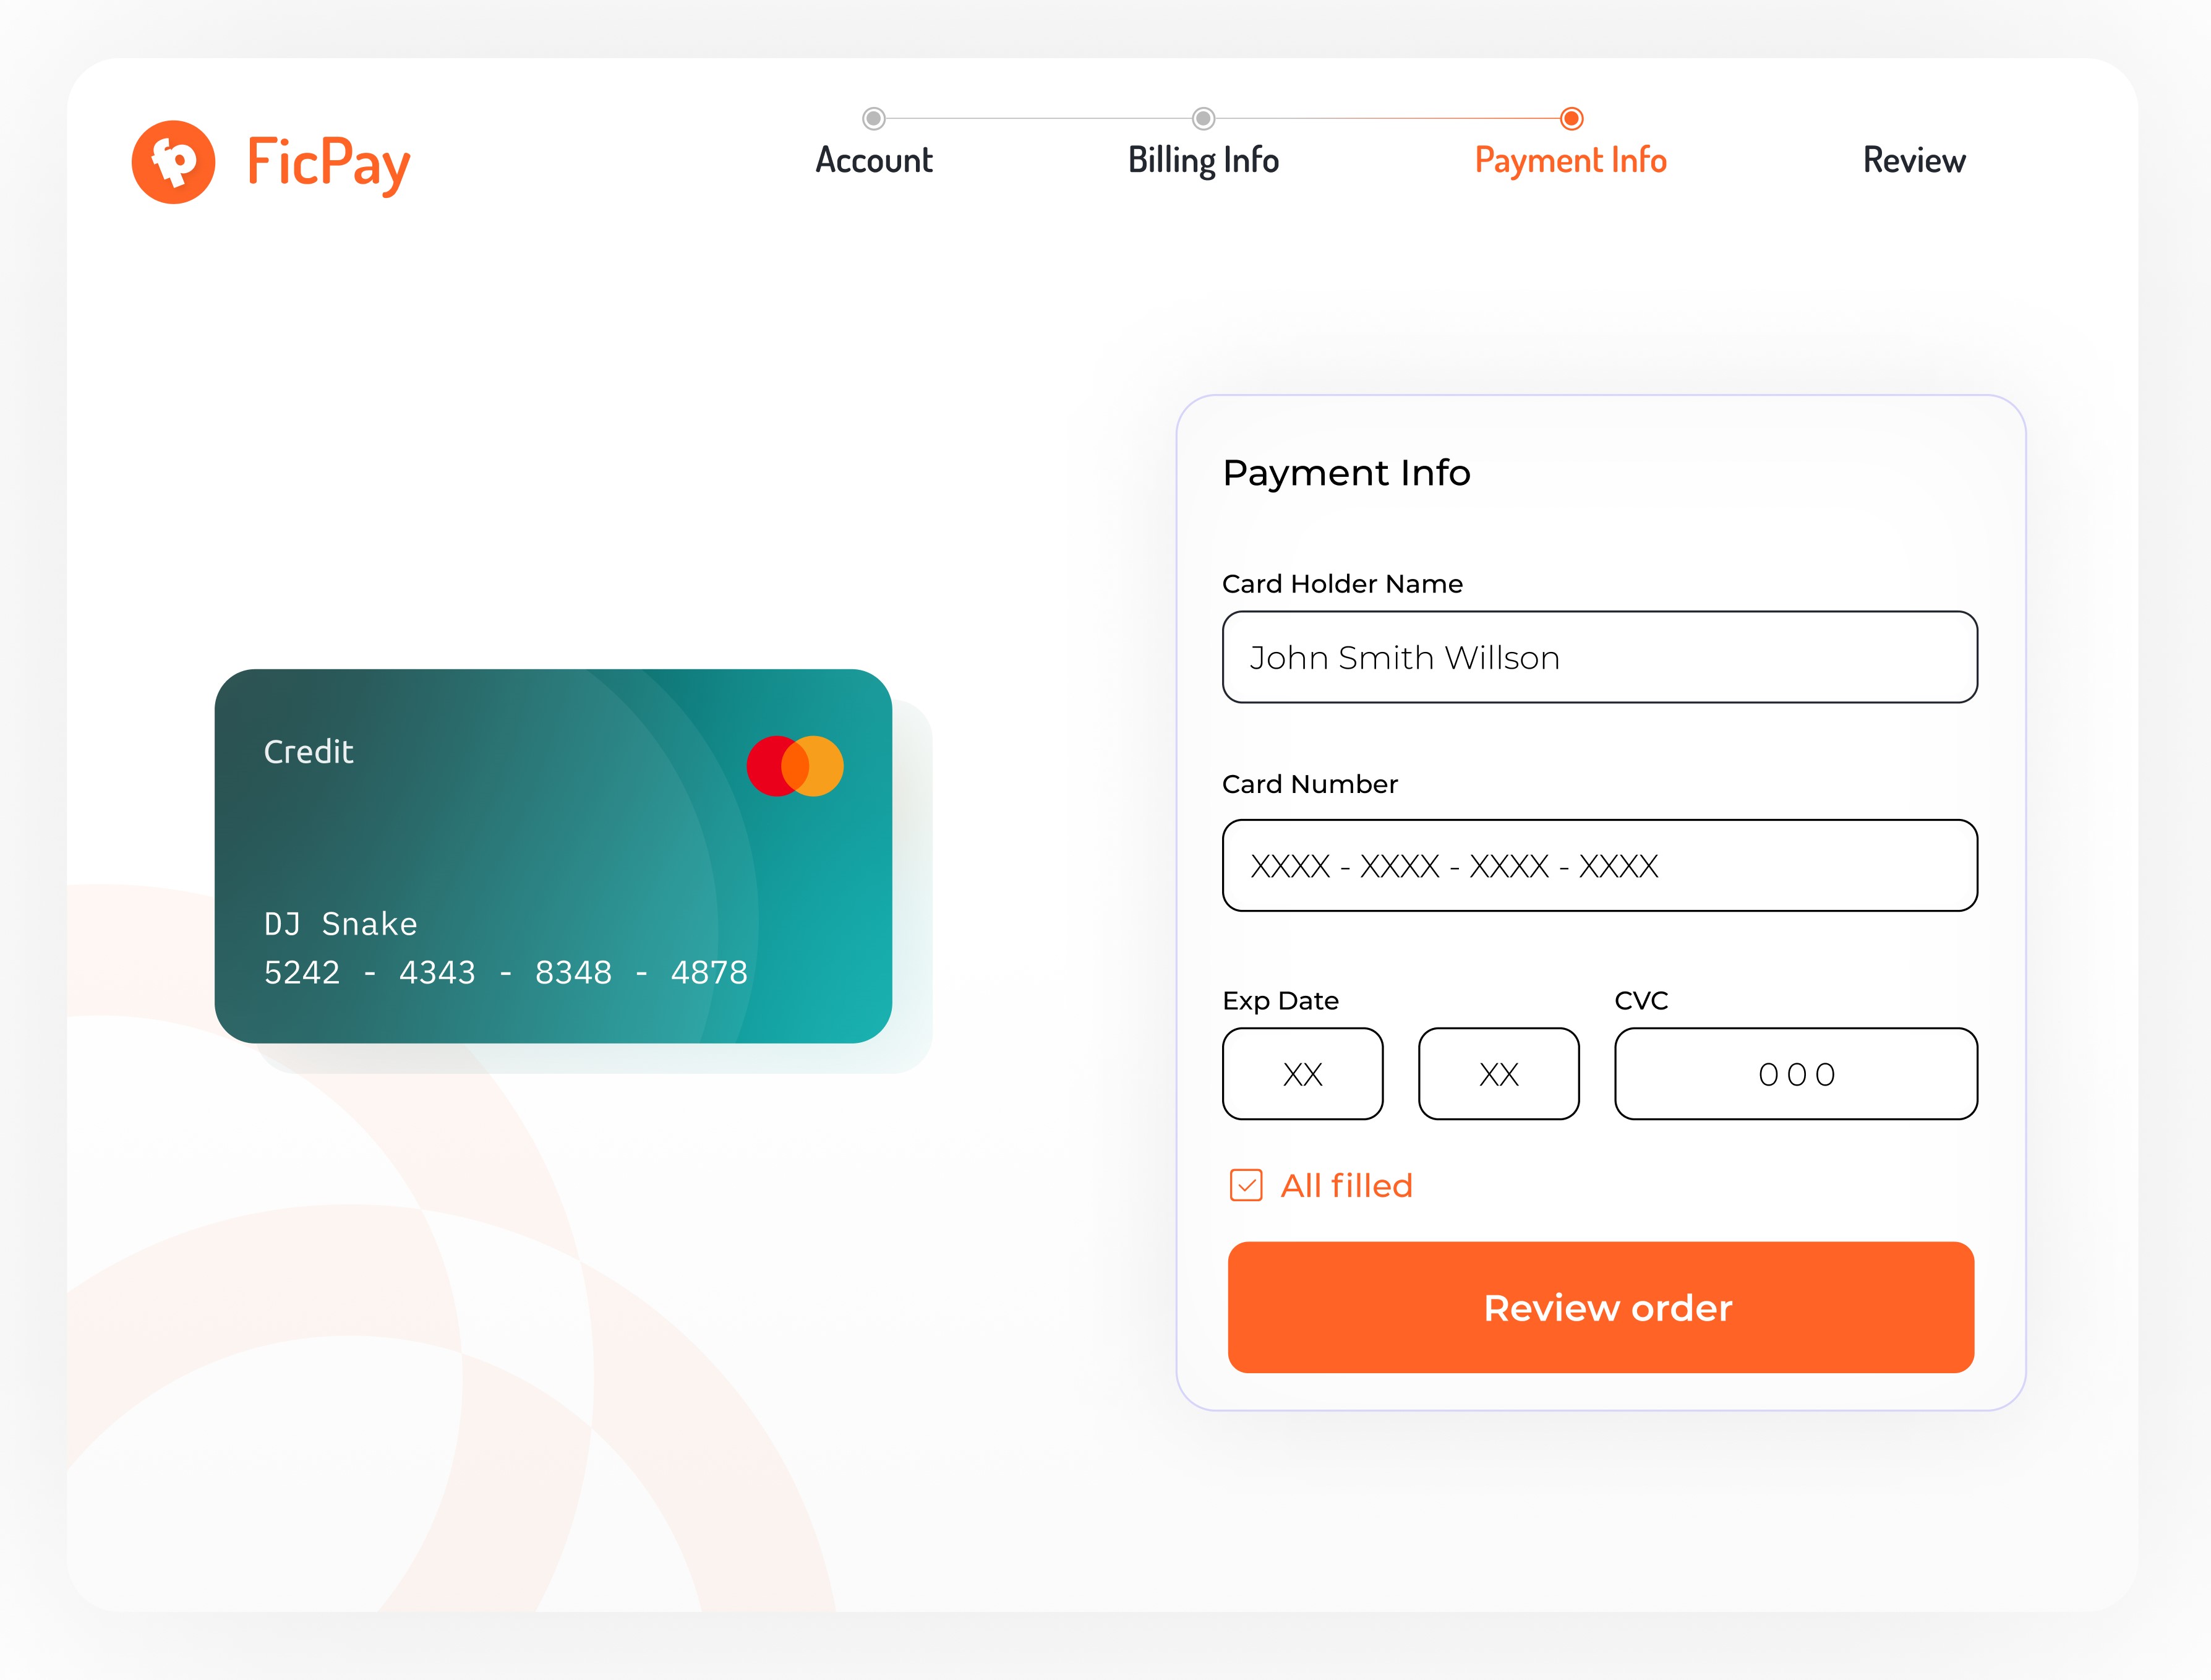 FicPay
Account
Billing Info
Payment Info
Review
Credit
DJ Snake
5242 - 4343 - 8348 - 4878
Payment Info
Card Holder Name
John Smith Willson
Card Number
XXXX - XXXX - XXXX - XXXX
Exp Date
CVC
XX
XX
000
All filled
Review order